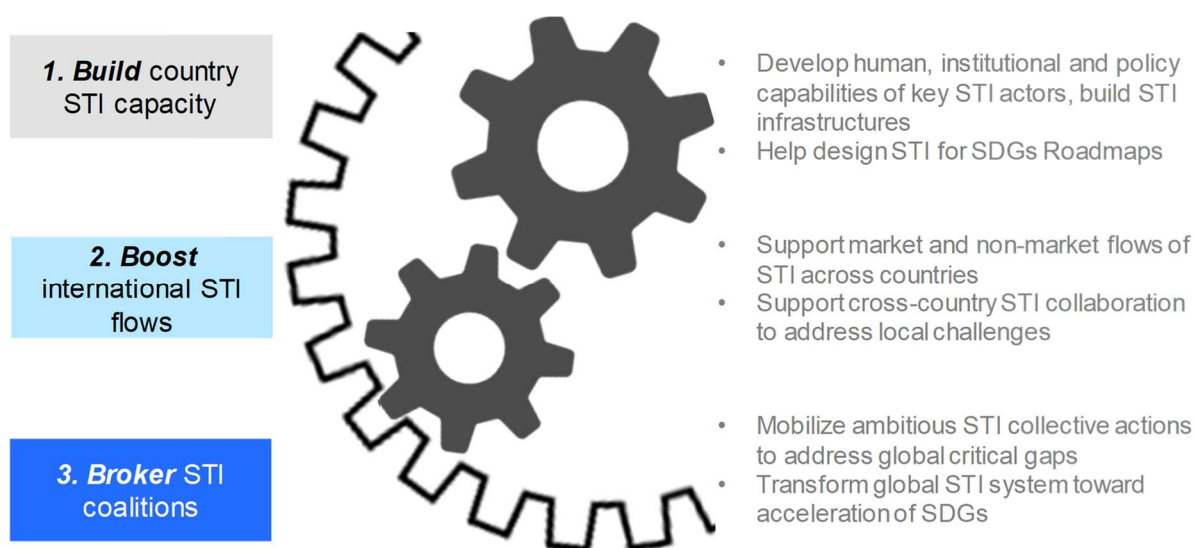 1. Build country
STI capacity
• Develop human, institutional and policy
capabilities of key STI actors, build STI
infrastructures
• Help design STI for SDGs Roadmaps
2. Boost
international STI
flows
• Support market and non-market flows of
STI across countries
• Support cross-country STI collaboration
to address local challenges
3. Broker STI
coalitions
• Mobilize ambitious STI collective actions
to address global critical gaps
• Transform global STI system toward
acceleration of SDGs